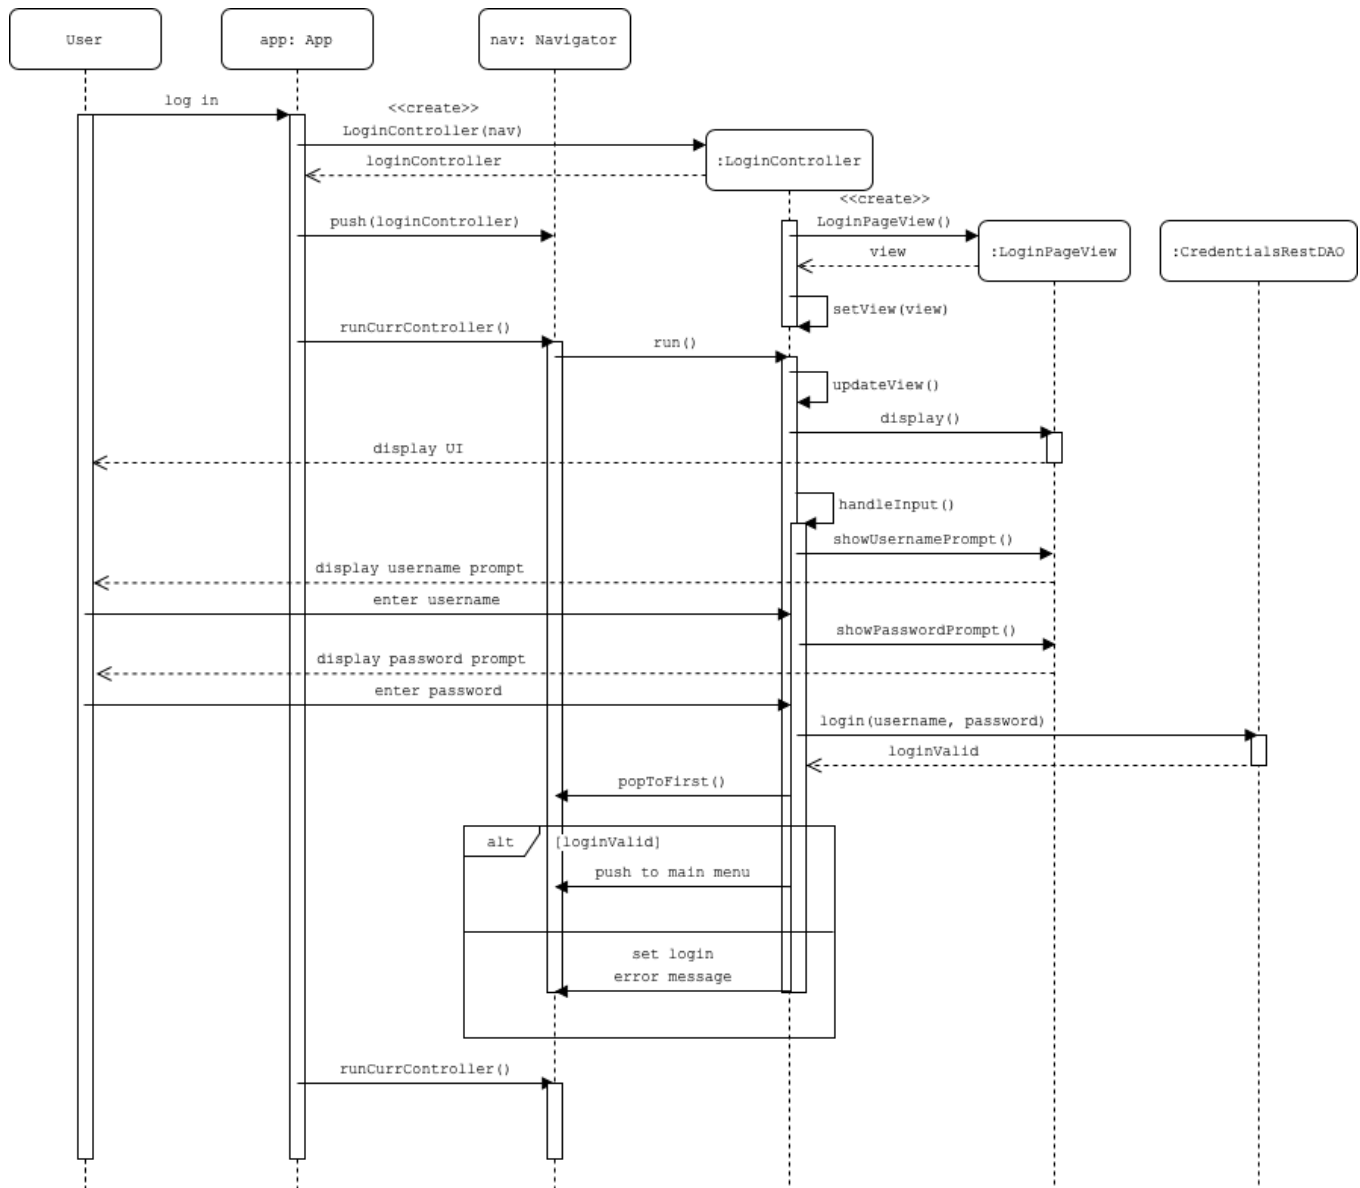 User
app: App
nav: Navigator
log in
<<create>>
LoginController(nav)
loginController
:LoginController
<<create>>
push(loginController)
LoginPageView()
view
:LoginPageView
:CredentialsRestDAO
setView(view)
runCurrController()
run()
updateView()
display()
display UI
handleInput()
showUsernamePrompt()
display username prompt
enter username
showPasswordPrompt()
display password prompt
enter password
login(username, password)
loginValid
popToFirst()
alt
[loginValid]
push to main menu
set login
error message
runCurrController()